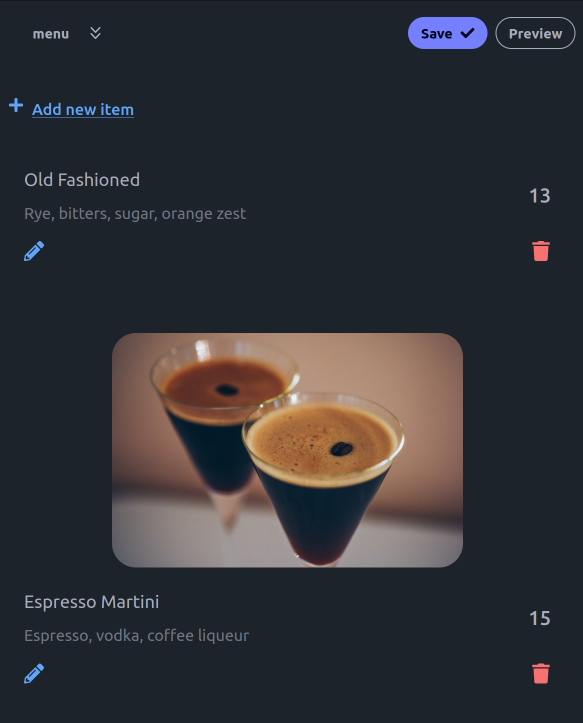 menu
Save
Preview
Add new item
Old Fashioned
13
Rye, bitters, sugar, orange zest
Espresso Martini
15
Espresso, vodka, coffee liqueur